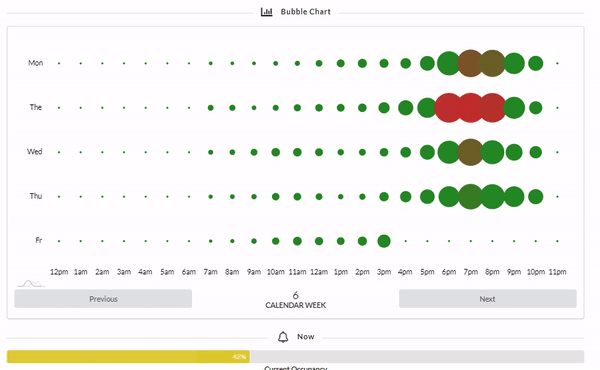 Bubble Chart
Mon
The
Wed
Thu
Fr
12pm 1am 2am 3am 4am 5am 6am 7am 8am 9am 10am 11am 12am 1pm 2pm 3pm 4pm 5pm 6pm 7pm 8pm 9pm 10pm 11pm
Previous 6 Next
CALENDAR WEEK
Now
42%
Current Occupancy